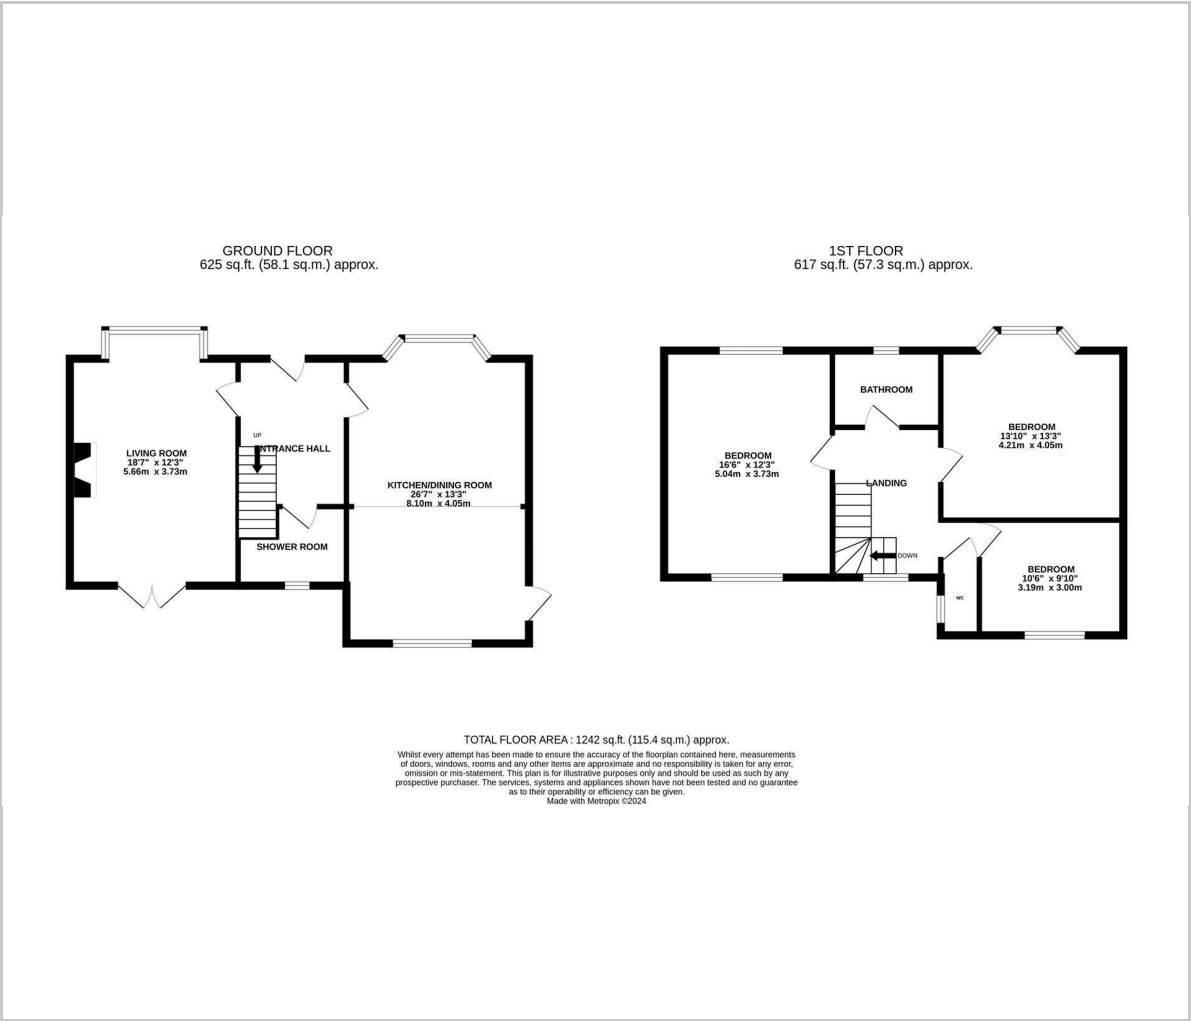 GROUND FLOOR
625 sq.ft. (58.1 sq.m.) approx.
LIVING ROOM
18'7" x 12'3"
5.66m x 3.73m
UP
ENTRANCE HALL
KITCHEN/DINING ROOM
26'7" x 13'3"
8.10m x 4.05m
SHOWER ROOM
1ST FLOOR
617 sq.ft. (57.3 sq.m.) approx.
BATHROOM
BEDROOM
13'10" x 13'3"
4.21m x 4.05m
BEDROOM
16'6" x 12'3"
5.04m x 3.73m
LANDING
DOWN
BEDROOM
10'6" x 9'10"
3.19m x 3.00m
WC
TOTAL FLOOR AREA : 1242 sq.ft. (115.4 sq.m.) approx.
Whilst every attempt has been made to ensure the accuracy of the floorplan contained here, measurements
of doors, windows, rooms and any other items are approximate and no responsibility is taken for any error,
omission or mis-statement. This plan is for illustrative purposes only and should be used as such by any
prospective purchaser. The services, systems and appliances shown have not been tested and no guarantee
as to their operability or efficiency can be given.
Made with Metropix ©2024